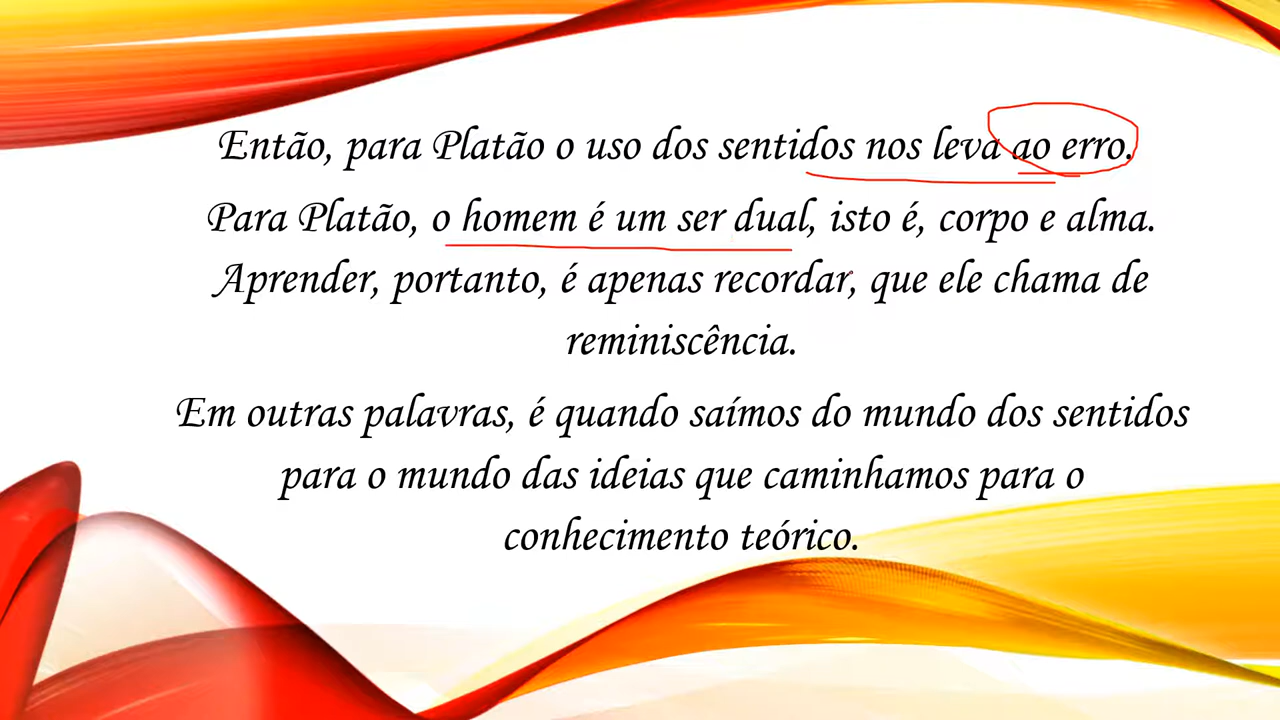 Então, para Platão o uso dos sentidos nos leva ao erro.
Para Platão, o homem é um ser dual, isto é, corpo e alma.
Aprender, portanto, é apenas recordar, que ele chama de
reminiscência.
Em outras palavras, é quando saímos do mundo dos sentidos
para o mundo das ideias que caminhamos para o
conhecimento teórico.